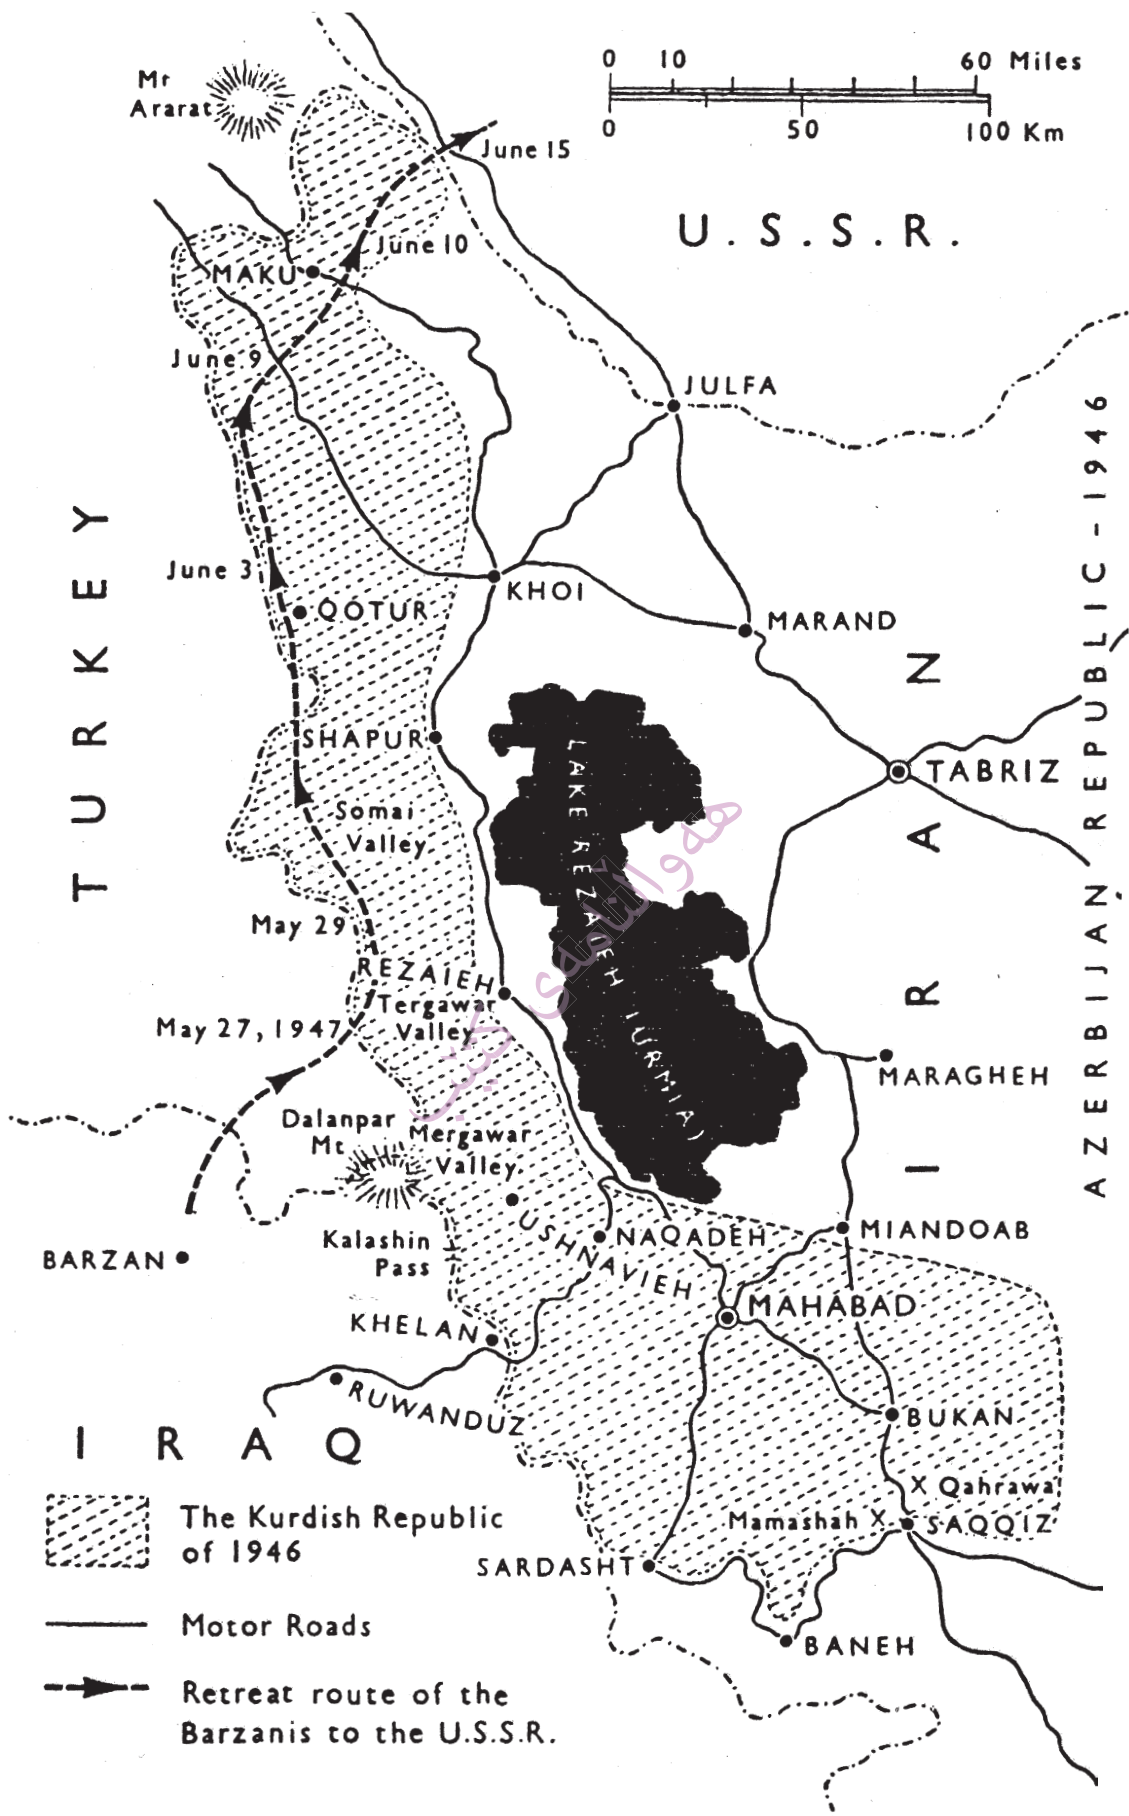 Mt
Ararat
0 10 60 Miles
0 50 100 Km
June 15
U.S.S.R.
June 10
MAKU
June 9
JULFA
TURKEY
June 3
QOTUR
KHOI
MARAND
IRAN
AZERBIJAN REPUBLIC-1946
SHAPUR
TABRIZ
LAKE REZAIEH (URMIA)
Somai
Valley
May 29
REZAIEH
Tergawar
Valley
May 27, 1947
MARAGHEH
Dalanpar
Mt
Mergawar
Valley
USHNAVIEH
NAQADEH
MIANDOAB
BARZAN
Kalashin
Pass
MAHABAD
KHELAN
RUWANDUZ
BUKAN
IRAQ
X Qahrawa
Mamashah X
SAQQIZ
SARDASHT
BANEH
The Kurdish Republic
of 1946
Motor Roads
Retreat route of the
Barzanis to the U.S.S.R.